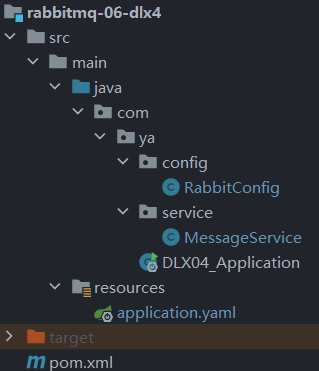 rabbitmq-06-dlx4
src
main
java
com
ya
config
RabbitConfig
service
MessageService
DLX04_Application
resources
application.yaml
target
pom.xml